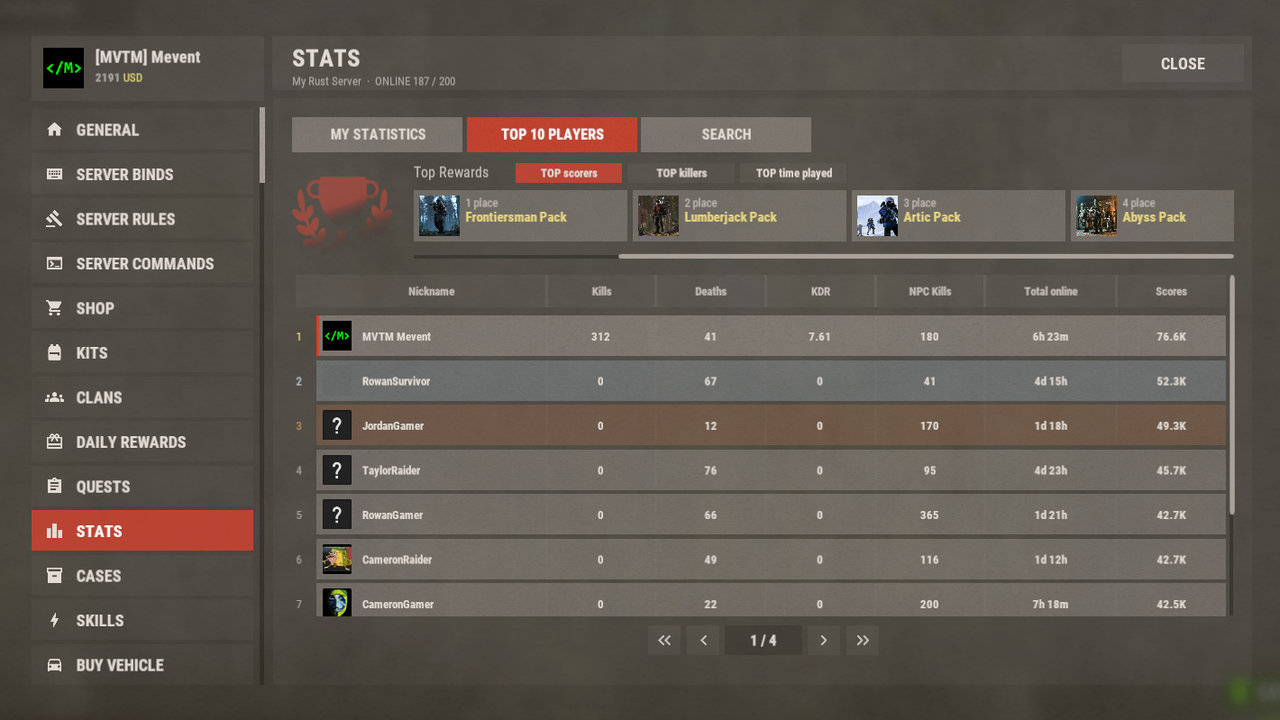 </M>
[MVTM] Mevent
2191 USD
GENERAL
SERVER BINDS
SERVER RULES
SERVER COMMANDS
SHOP
KITS
CLANS
DAILY REWARDS
QUESTS
STATS
CASES
SKILLS
BUY VEHICLE
STATS
My Rust Server · ONLINE 187 / 200
CLOSE
MY STATISTICS TOP 10 PLAYERS SEARCH
Top Rewards TOP scorers TOP killers TOP time played
1 place
Frontiersman Pack
2 place
Lumberjack Pack
3 place
Artic Pack
4 place
Abyss Pack
Nickname Kills Deaths KDR NPC Kills Total online Scores
1 </M> MVTM Mevent 312 41 7.61 180 6h 23m 76.6K
2 RowanSurvivor 0 67 0 41 4d 15h 52.3K
3 ? JordanGamer 0 12 0 170 1d 18h 49.3K
4 ? TaylorRaider 0 76 0 95 4d 23h 45.7K
5 ? RowanGamer 0 66 0 365 1d 21h 42.7K
6 CameronRaider 0 49 0 116 1d 12h 42.7K
7 CameronGamer 0 22 0 200 7h 18m 42.5K
1 / 4